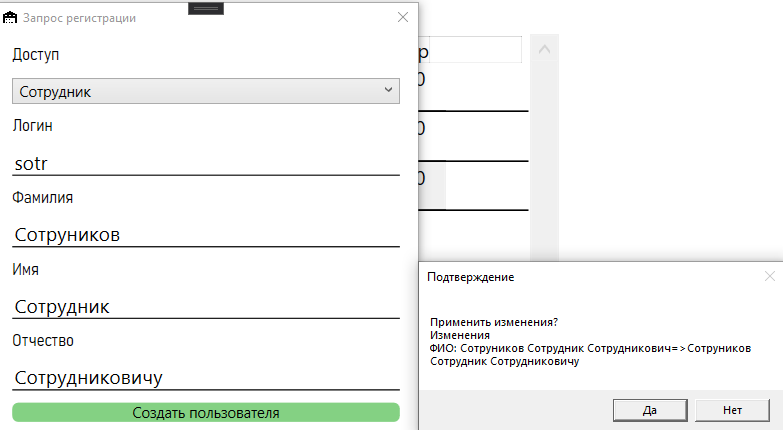 Запрос регистрации
Доступ
Сотрудник
Логин
sotr
Фамилия
Сотруников
Имя
Сотрудник
Отчество
Сотрудниковичу
Создать пользователя
р
0
0
0
Подтверждение
Применить изменения?
Изменения
ФИО: Сотруников Сотрудник Сотрудникович=>Сотруников
Сотрудник Сотрудниковичу
Да
Нет